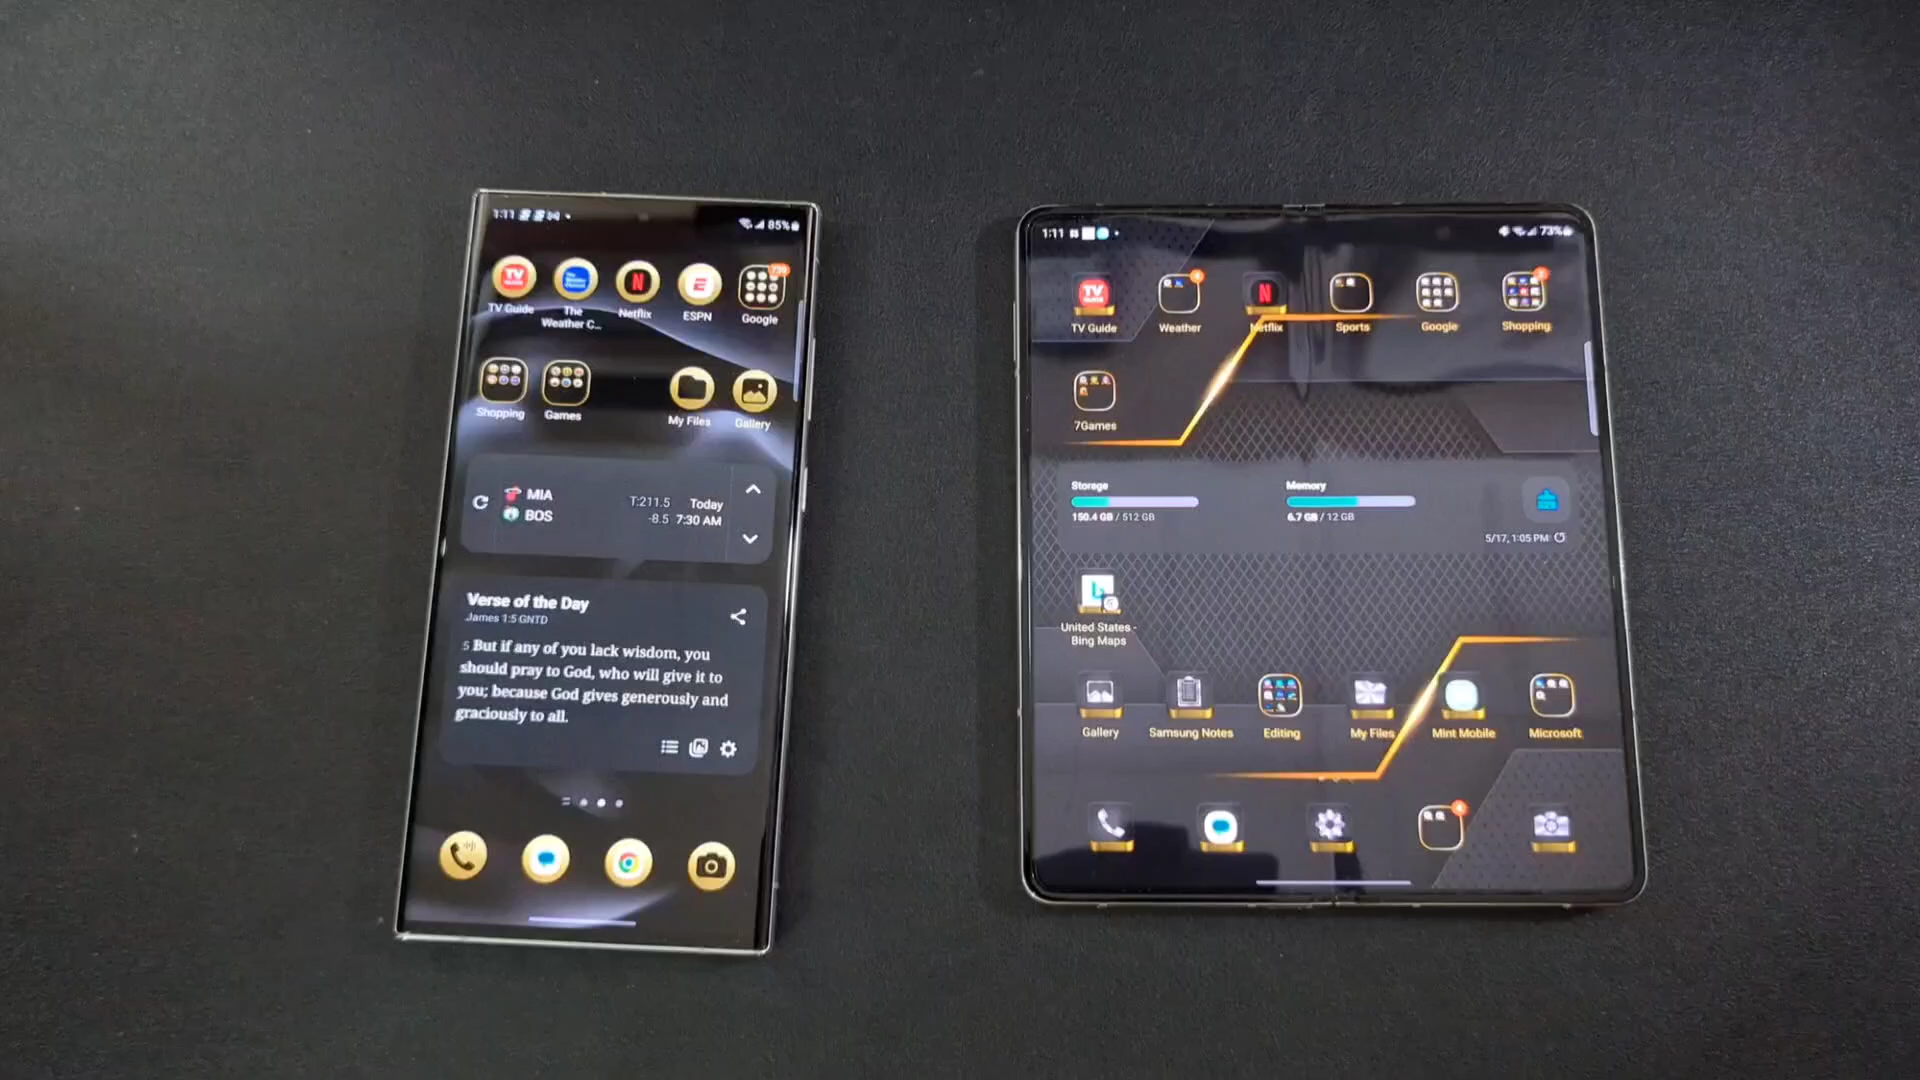 1:11
85%
TV Guide
The Weather C...
Netflix
ESPN
Google
739
Shopping
Games
My Files
Gallery
MIA
BOS
T:211.5
-8.5
Today
7:30 AM
Verse of the Day
James 1:5 GNTD
5 But if any of you lack wisdom, you
should pray to God, who will give it to
you; because God gives generously and
graciously to all.
1:11
73%
TV Guide
Weather
Netflix
Sports
Google
Shopping
7Games
Storage
150.4 GB / 512 GB
Memory
6.7 GB / 12 GB
5/17, 1:05 PM
United States -
Bing Maps
Gallery
Samsung Notes
Editing
My Files
Mint Mobile
Microsoft